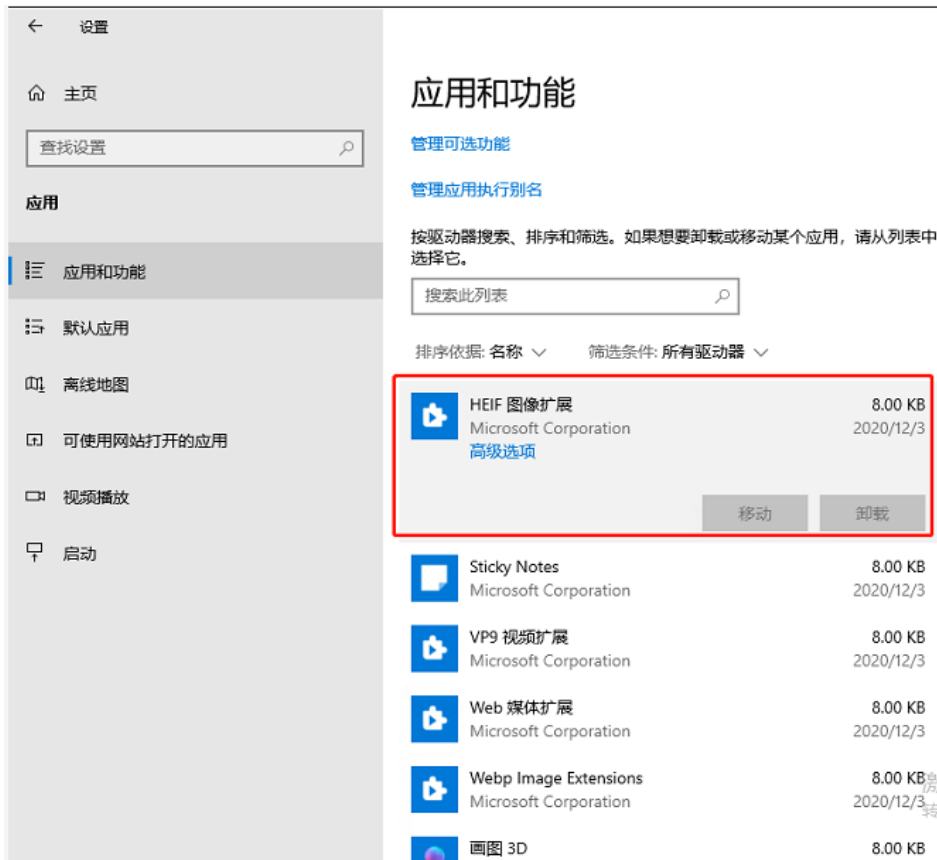 设置
主页
查找设置
应用
应用和功能
默认应用
离线地图
可使用网站打开的应用
视频播放
启动
应用和功能
管理可选功能
管理应用执行别名
按驱动器搜索、排序和筛选。如果想要卸载或移动某个应用，请从列表中
选择它。
搜索此列表
排序依据: 名称 筛选条件: 所有驱动器
HEIF 图像扩展 8.00 KB
Microsoft Corporation 2020/12/3
高级选项
移动 卸载
Sticky Notes 8.00 KB
Microsoft Corporation 2020/12/3
VP9 视频扩展 8.00 KB
Microsoft Corporation 2020/12/3
Web 媒体扩展 8.00 KB
Microsoft Corporation 2020/12/3
Webp Image Extensions 8.00 KB
Microsoft Corporation 2020/12/3
画图 3D 8.00 KB